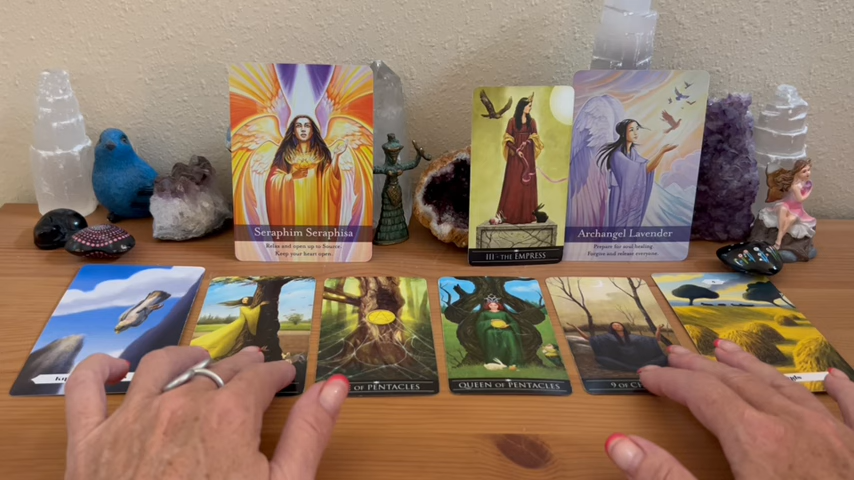 Seraphim Seraphisa
Relax and open up to Source.
Keep your heart open.
III · THE EMPRESS
Archangel Lavender
Prepare for soul healing.
Forgive and release everyone.
OF PENTACLES
QUEEN OF PENTACLES
9 OF